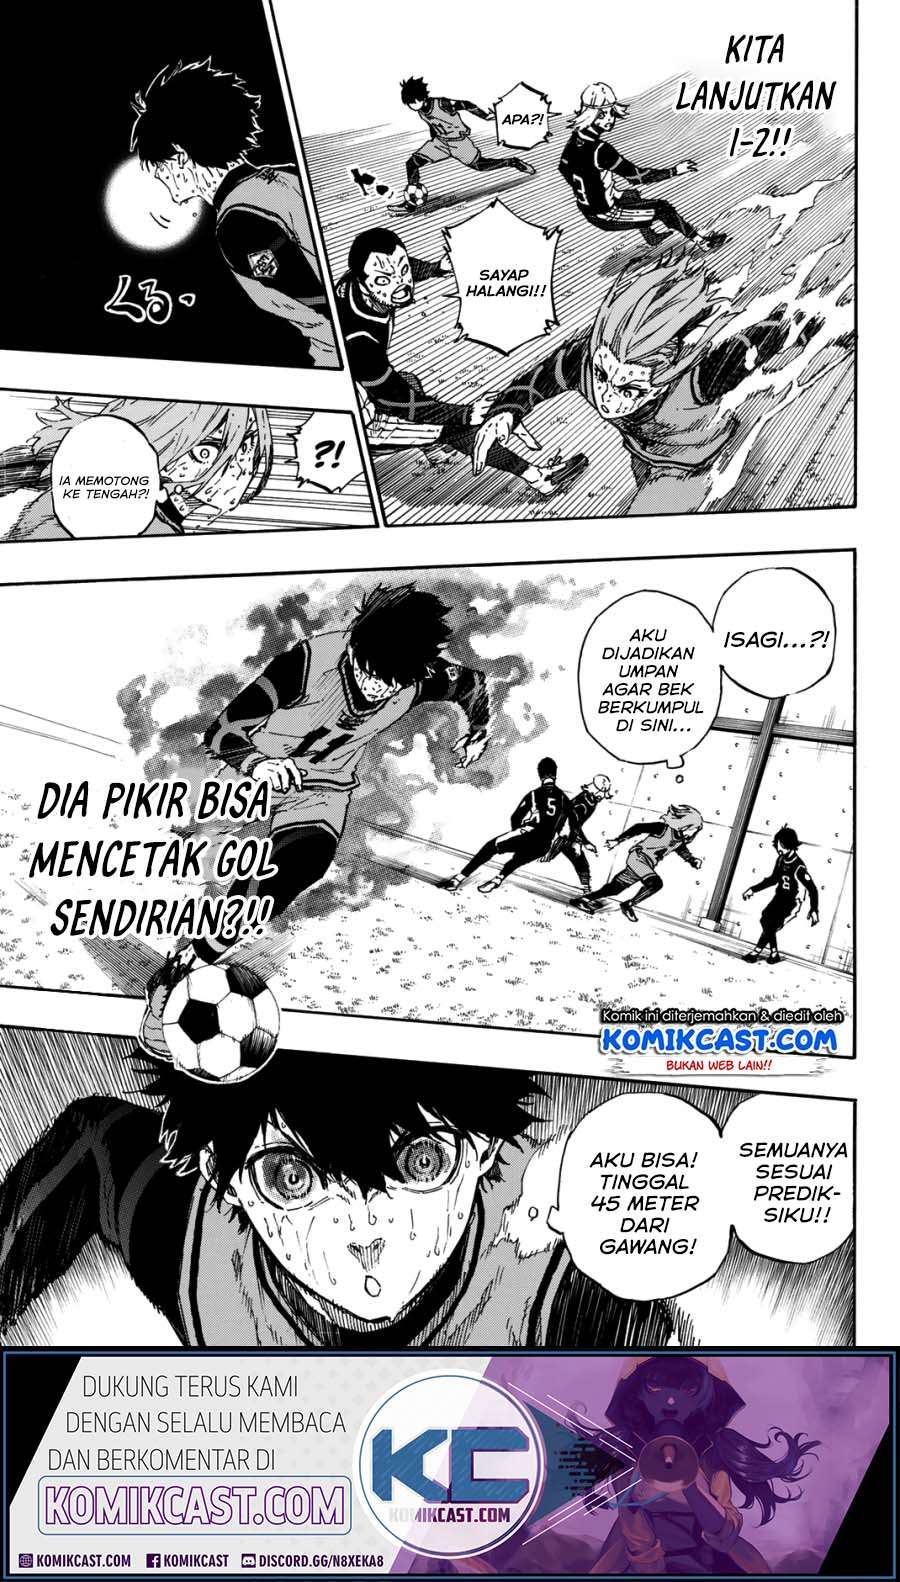 KITA
LANJUTKAN
1-2!!
APA?!
SAYAP
HALANGI!!
くる・
?!
IA MEMOTONG
KE TENGAH?!
ISAGI...?!
AKU
DIJADIKAN
UMPAN
AGAR BEK
BERKUMPUL
DI SINI...
3
5
8
DIA PIKIR BISA
MENCETAK GOL
SENDIRIAN?!!
Komik ini diterjemahkan & diedit oleh
KOMIKCAST.COM
BUKAN WEB LAIN!!
SEMUANYA
SESUAI
PREDIK-
SIKU!!
AKU BISA!
TINGGAL
45 METER
DARI
GAWANG!
DUKUNG TERUS KAMI
DENGAN SELALU MEMBACA
DAN BERKOMENTAR DI
KOMIKCAST.COM
KC
KOMIKCAST.COM
KOMIKCAST.COM
KOMIKCAST
DISCORD.GG/N8XEKA8